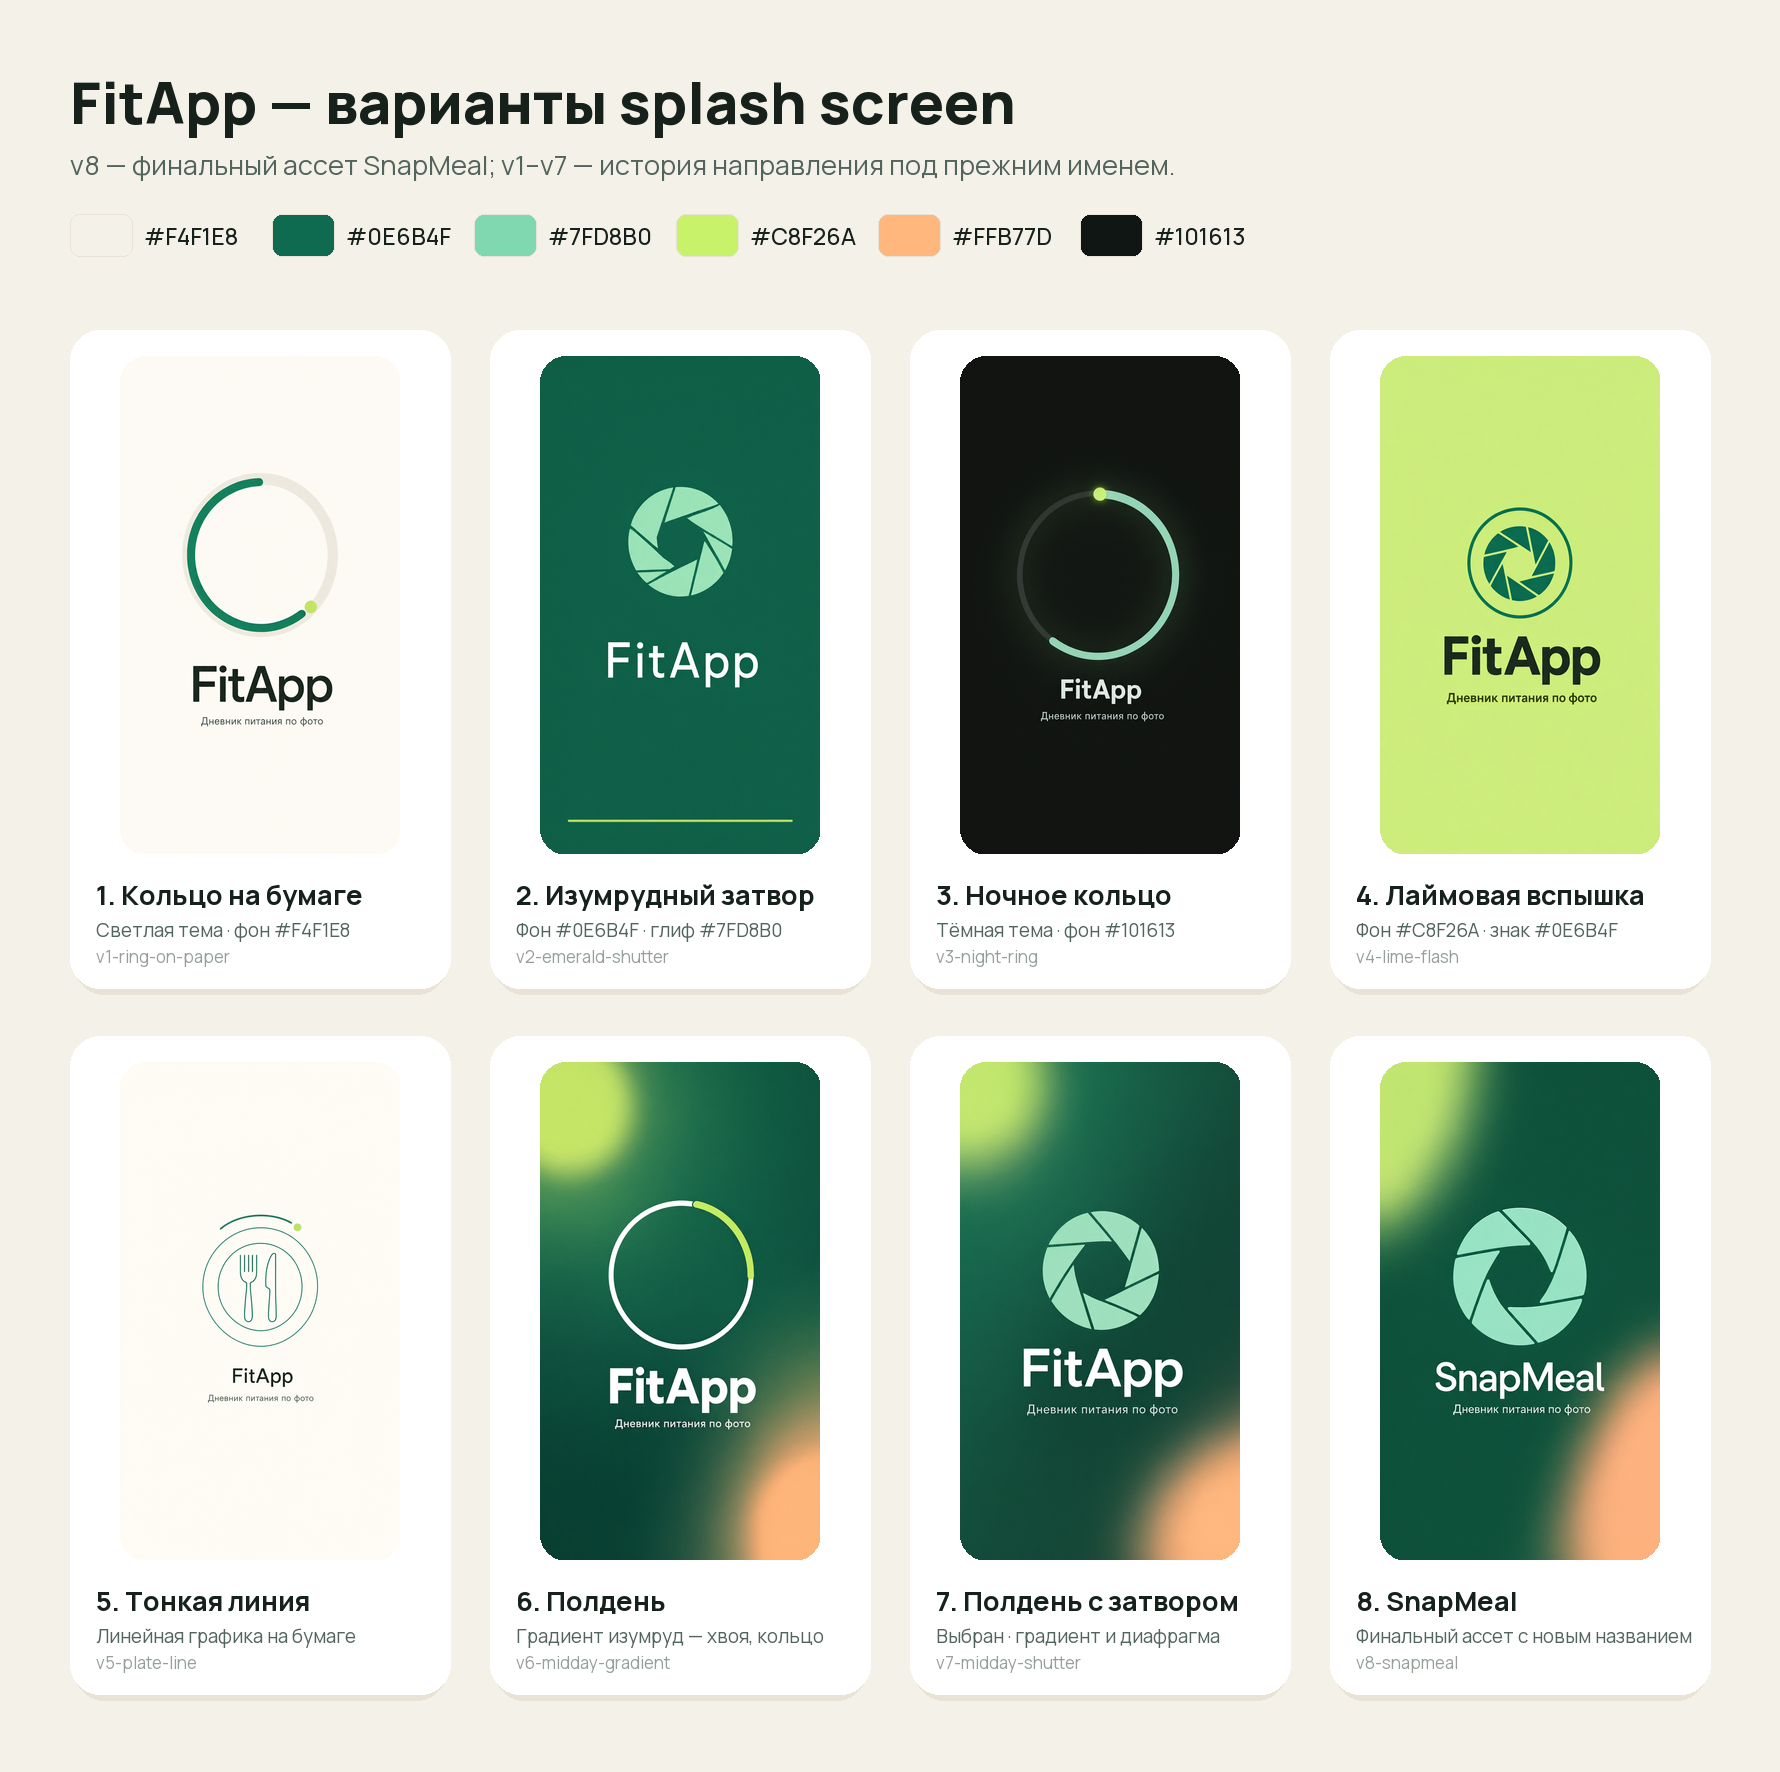 FitApp — варианты splash screen
v8 — финальный ассет SnapMeal; v1–v7 — история направления под прежним именем.
#F4F1E8 #0E6B4F #7FD8B0 #C8F26A #FFB77D #101613
FitApp
Дневник питания по фото
1. Кольцо на бумаге
Светлая тема · фон #F4F1E8
v1-ring-on-paper
FitApp
2. Изумрудный затвор
Фон #0E6B4F · глиф #7FD8B0
v2-emerald-shutter
FitApp
Дневник питания по фото
3. Ночное кольцо
Тёмная тема · фон #101613
v3-night-ring
FitApp
Дневник питания по фото
4. Лаймовая вспышка
Фон #C8F26A · знак #0E6B4F
v4-lime-flash
FitApp
Дневник питания по фото
5. Тонкая линия
Линейная графика на бумаге
v5-plate-line
FitApp
Дневник питания по фото
6. Полдень
Градиент изумруд — хвоя, кольцо
v6-midday-gradient
FitApp
Дневник питания по фото
7. Полдень с затвором
Выбран · градиент и диафрагма
v7-midday-shutter
SnapMeal
Дневник питания по фото
8. SnapMeal
Финальный ассет с новым названием
v8-snapmeal